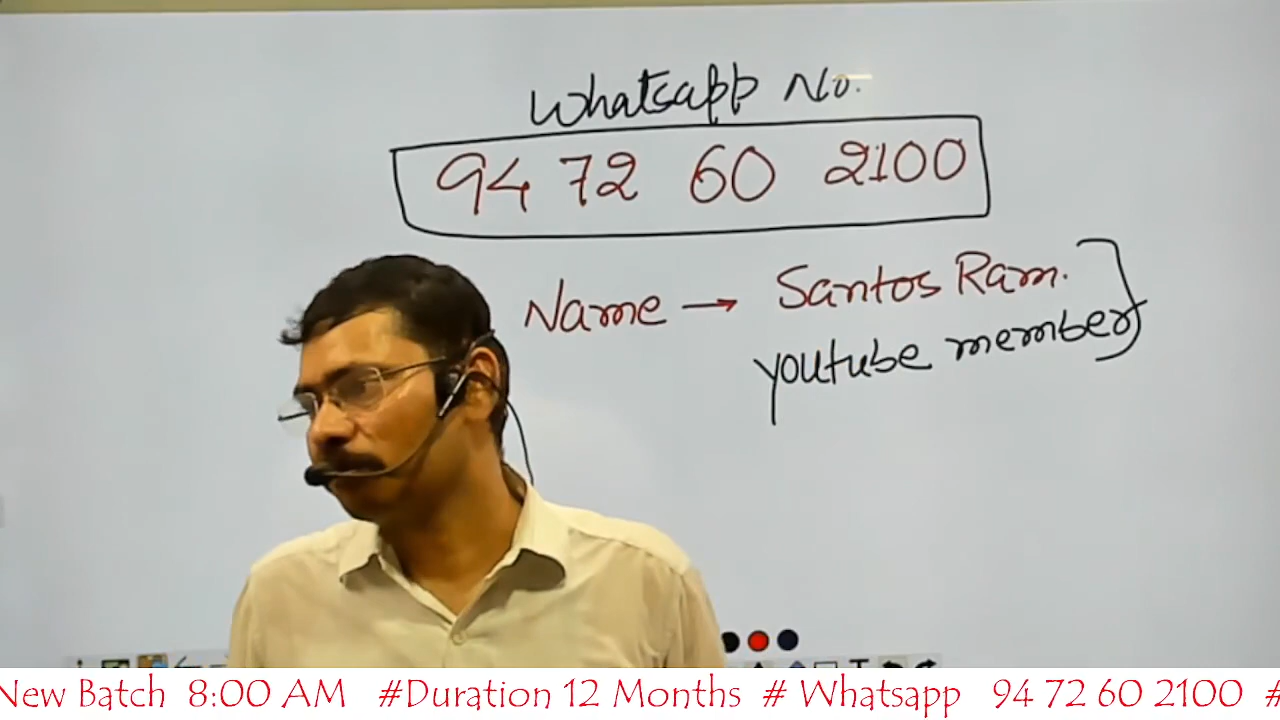 Whatsapp No.
94 72 60 2100
Name → Santos Ram.
youtube member
New Batch 8:00 AM #Duration 12 Months # Whatsapp 94 72 60 2100 #